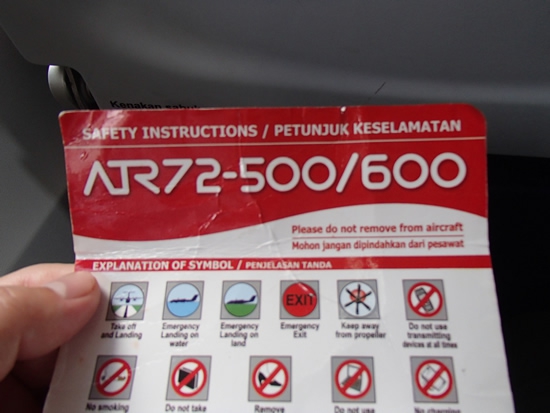 Kenakan sabuk
SAFETY INSTRUCTIONS / PETUNJUK KESELAMATAN
ATR72-500/600
Please do not remove from aircraft
Mohon jangan dipindahkan dari pesawat
EXPLANATION OF SYMBOL / PENJELASAN TANDA
EXIT
Take off
and Landing
Emergency
Landing on
water
Emergency
Landing on
land
Emergency
Exit
Keep away
from propeller
Do not use
transmitting
devices at all times
No smoking
Do not take
Remove
Do not use